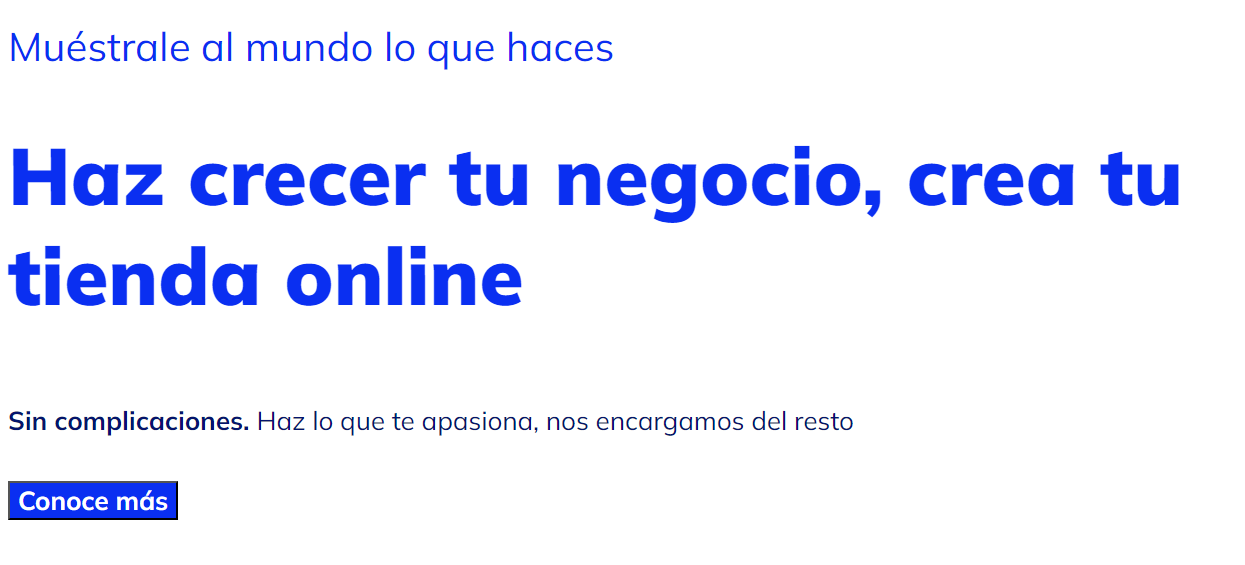 Muéstrale al mundo lo que haces
Haz crecer tu negocio, crea tu
tienda online
Sin complicaciones. Haz lo que te apasiona, nos encargamos del resto
Conoce más